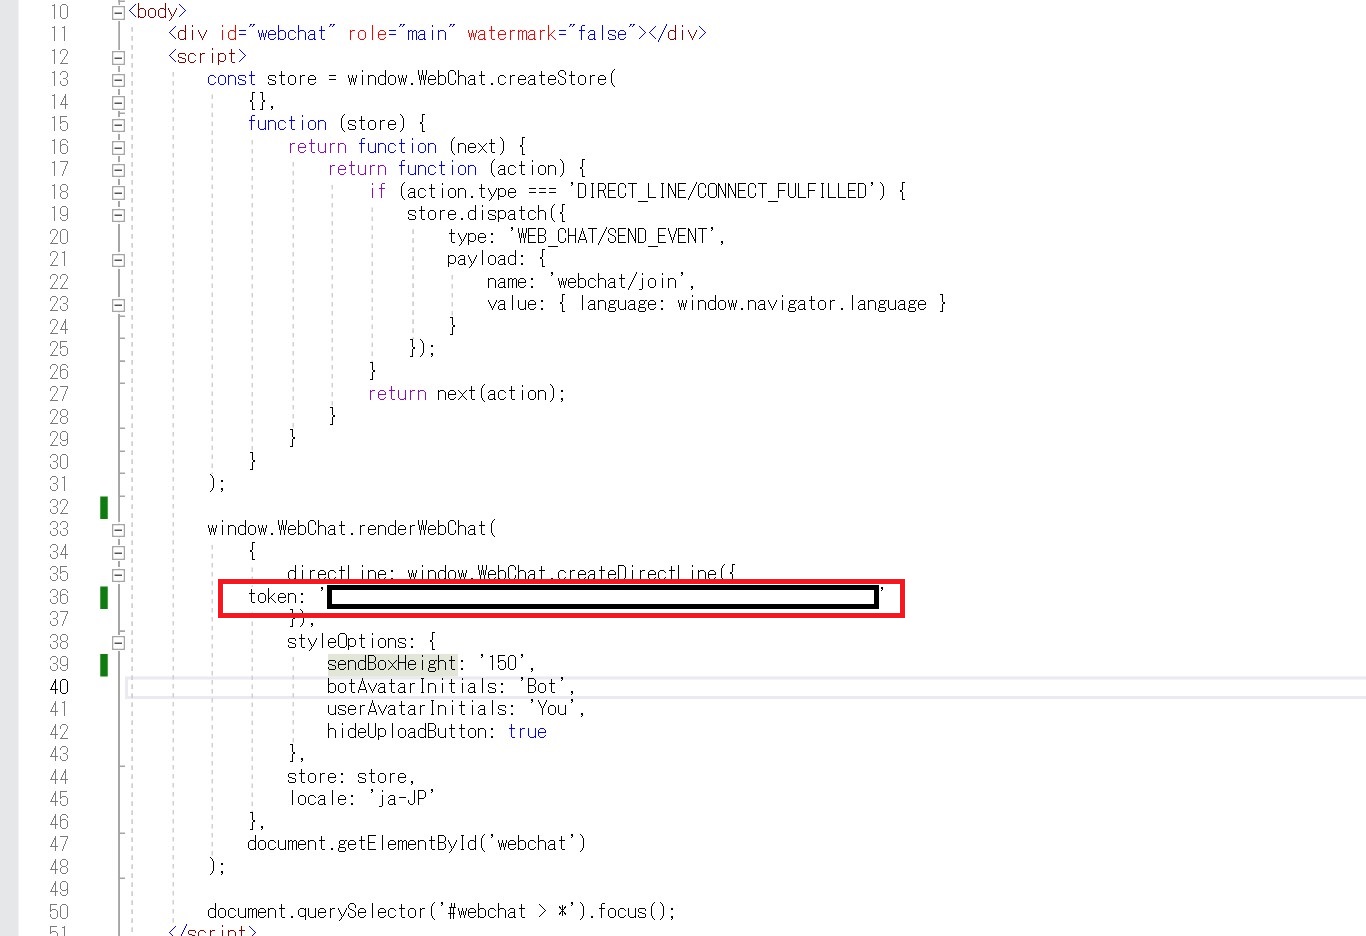 10 <body>
11 <div id="webchat" role="main" watermark="false"></div>
12 <script>
13 const store = window.WebChat.createStore(
14 {},
15 function (store) {
16 return function (next) {
17 return function (action) {
18 if (action.type === 'DIRECT_LINE/CONNECT_FULFILLED') {
19 store.dispatch({
20 type: 'WEB_CHAT/SEND_EVENT',
21 payload: {
22 name: 'webchat/join',
23 value: { language: window.navigator.language }
24 }
25 });
26 }
27 return next(action);
28 }
29 }
30 }
31 );
32
33 window.WebChat.renderWebChat(
34 {
35 directLine: window.WebChat.createDirectLine({
36 token: ' '
37 }),
38 styleOptions: {
39 sendBoxHeight: '150',
40 botAvatarInitials: 'Bot',
41 userAvatarInitials: 'You',
42 hideUploadButton: true
43 },
44 store: store,
45 locale: 'ja-JP'
46 },
47 document.getElementById('webchat')
48 );
49
50 document.querySelector('#webchat > *').focus();
51 </script>